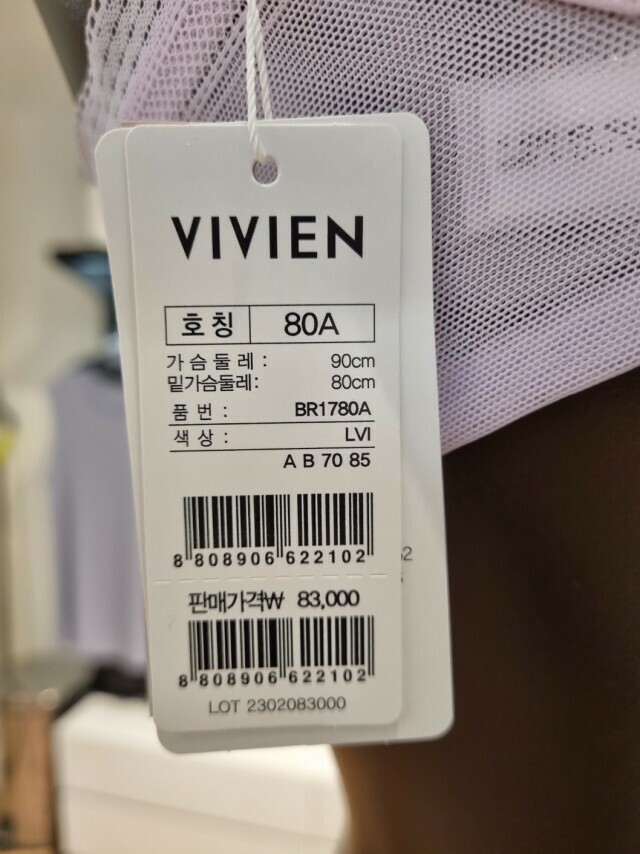 VIVIEN
호칭 80A
가슴둘레: 90cm
밑가슴둘레: 80cm
품번: BR1780A
색상: LVI
A B 70 85
8 808906 622102
판매가격₩ 83,000
8 808906 622102
LOT 2302083000